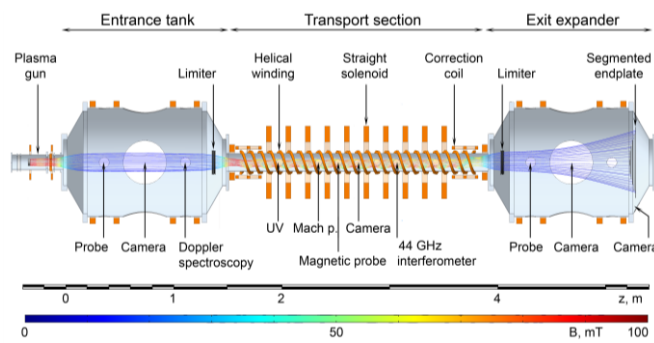 Entrance tank
Transport section
Exit expander
Plasma
gun
Limiter
Helical
winding
Straight
solenoid
Correction
coil
Limiter
Segmented
endplate
Probe
Camera
Doppler
spectroscopy
UV
Mach p.
Camera
Magnetic probe
44 GHz
interferometer
Probe
Camera
Camera
0 1 2 4 z, m
0 50 B, mT 100